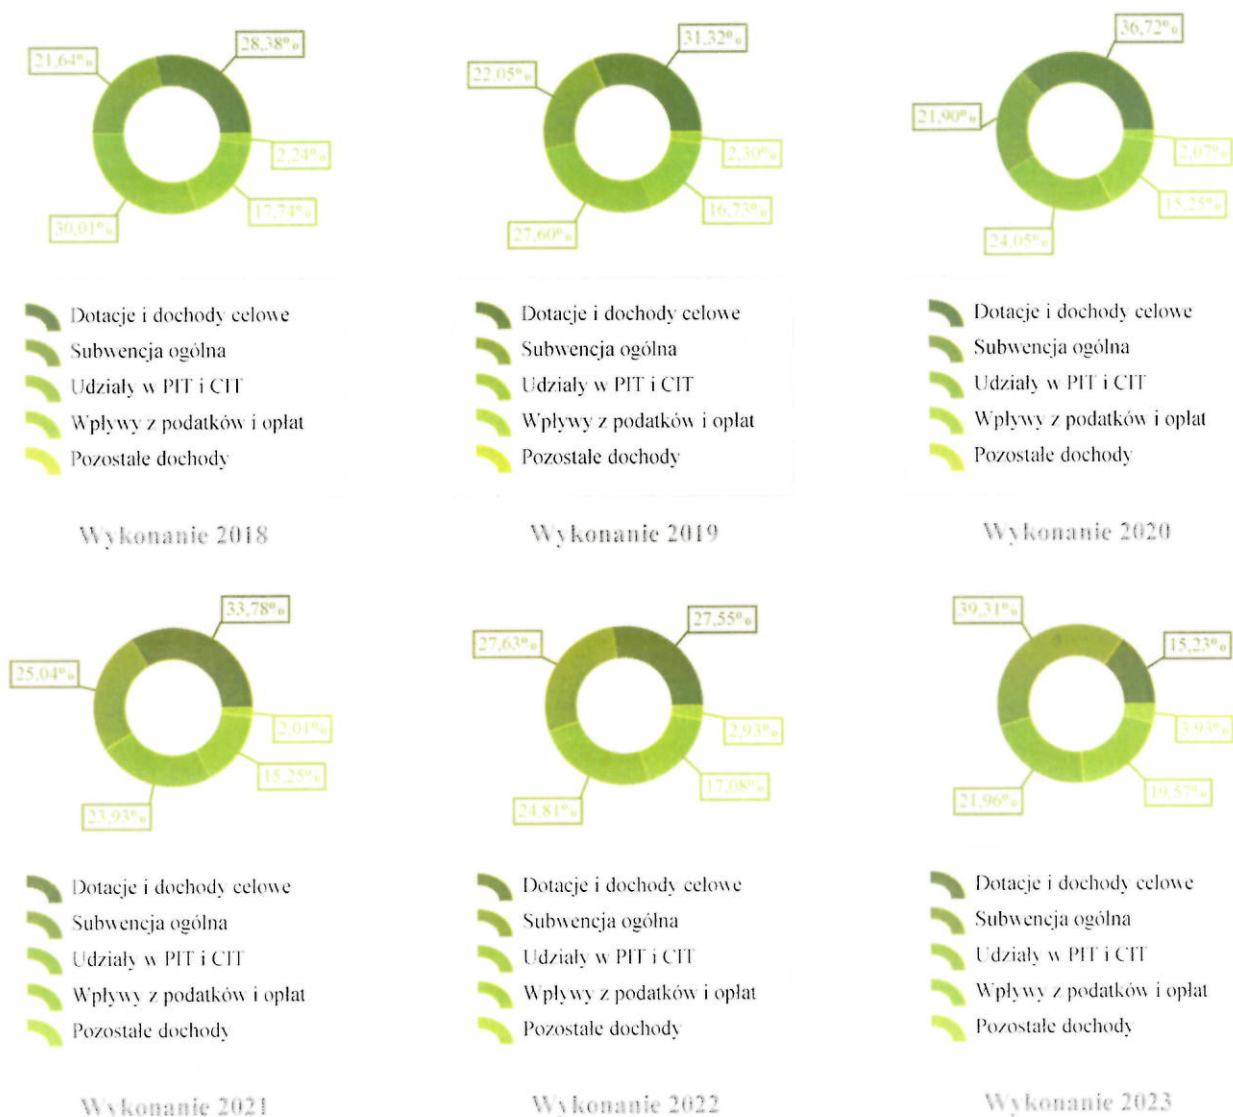 28,38%
21,64%
2,24%
17,74%
30,01%
Dotacje i dochody celowe
Subwencja ogólna
Udziały w PIT i CIT
Wpływy z podatków i opłat
Pozostałe dochody
Wykonanie 2018
31,32%
22,05%
2,30%
16,73%
27,60%
Dotacje i dochody celowe
Subwencja ogólna
Udziały w PIT i CIT
Wpływy z podatków i opłat
Pozostałe dochody
Wykonanie 2019
36,72%
21,90%
2,07%
15,25%
24,05%
Dotacje i dochody celowe
Subwencja ogólna
Udziały w PIT i CIT
Wpływy z podatków i opłat
Pozostałe dochody
Wykonanie 2020
33,78%
25,04%
2,01%
15,25%
23,93%
Dotacje i dochody celowe
Subwencja ogólna
Udziały w PIT i CIT
Wpływy z podatków i opłat
Pozostałe dochody
Wykonanie 2021
27,55%
27,63%
2,93%
17,08%
24,81%
Dotacje i dochody celowe
Subwencja ogólna
Udziały w PIT i CIT
Wpływy z podatków i opłat
Pozostałe dochody
Wykonanie 2022
39,31%
15,23%
3,93%
19,57%
21,96%
Dotacje i dochody celowe
Subwencja ogólna
Udziały w PIT i CIT
Wpływy z podatków i opłat
Pozostałe dochody
Wykonanie 2023